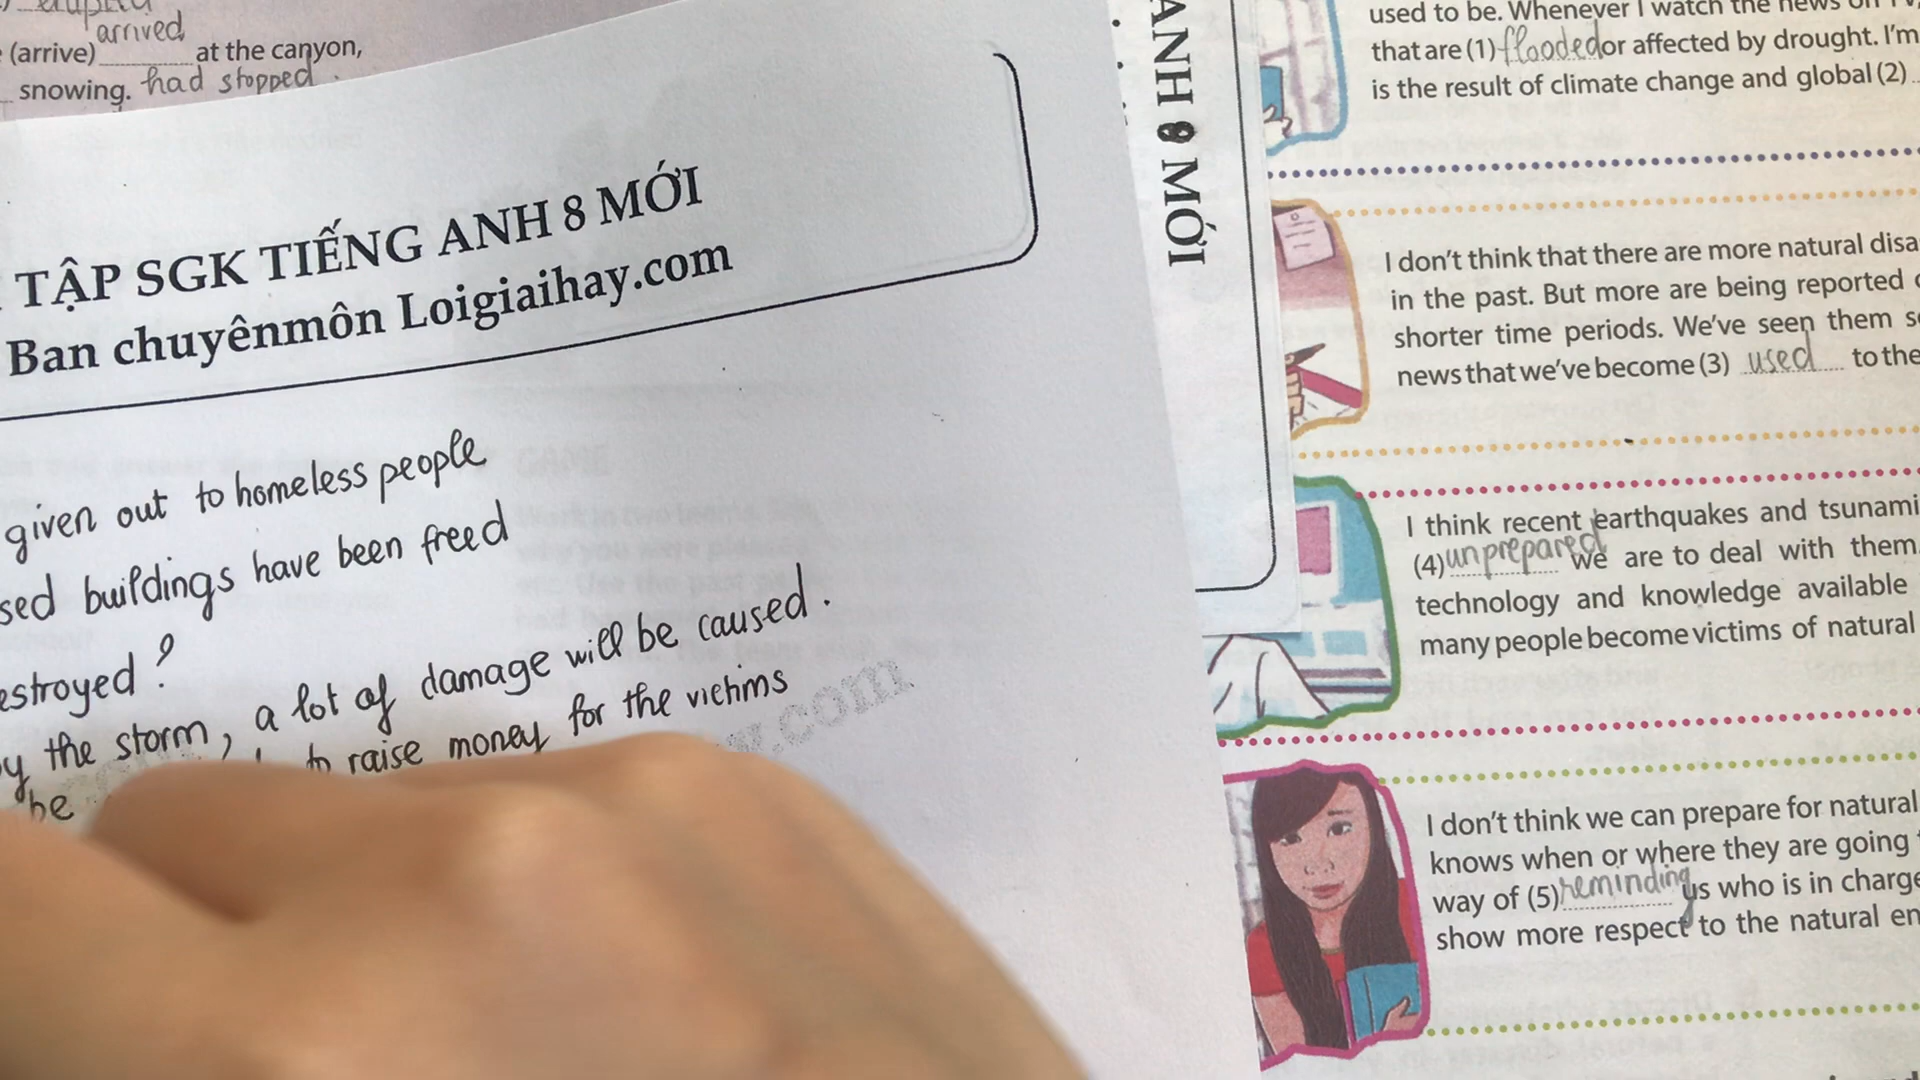 arrived
(arrive) at the canyon,
snowing. had stopped.
TẬP SGK TIẾNG ANH 8 MỚI
Ban chuyênmôn Loigiaihay.com
given out to homeless people
buildings have been freed
?
the storm, a lot of damage will be caused.
to raise money for the victims
be
.com
ANH 8 MỚI
used to be. Whenever I watch the news on TV,
that are (1) flooded or affected by drought. I'm
is the result of climate change and global (2)
I don't think that there are more natural
in the past. But more are being reported
shorter time periods. We've seen them
news that we've become (3) used to the
I think recent earthquakes and
(4) unprepared we are to deal with them.
technology and knowledge available
many people become victims of natural
I don't think we can prepare for natural
knows when or where they are going
way of (5) reminding us who is in charge
show more respect to the natural